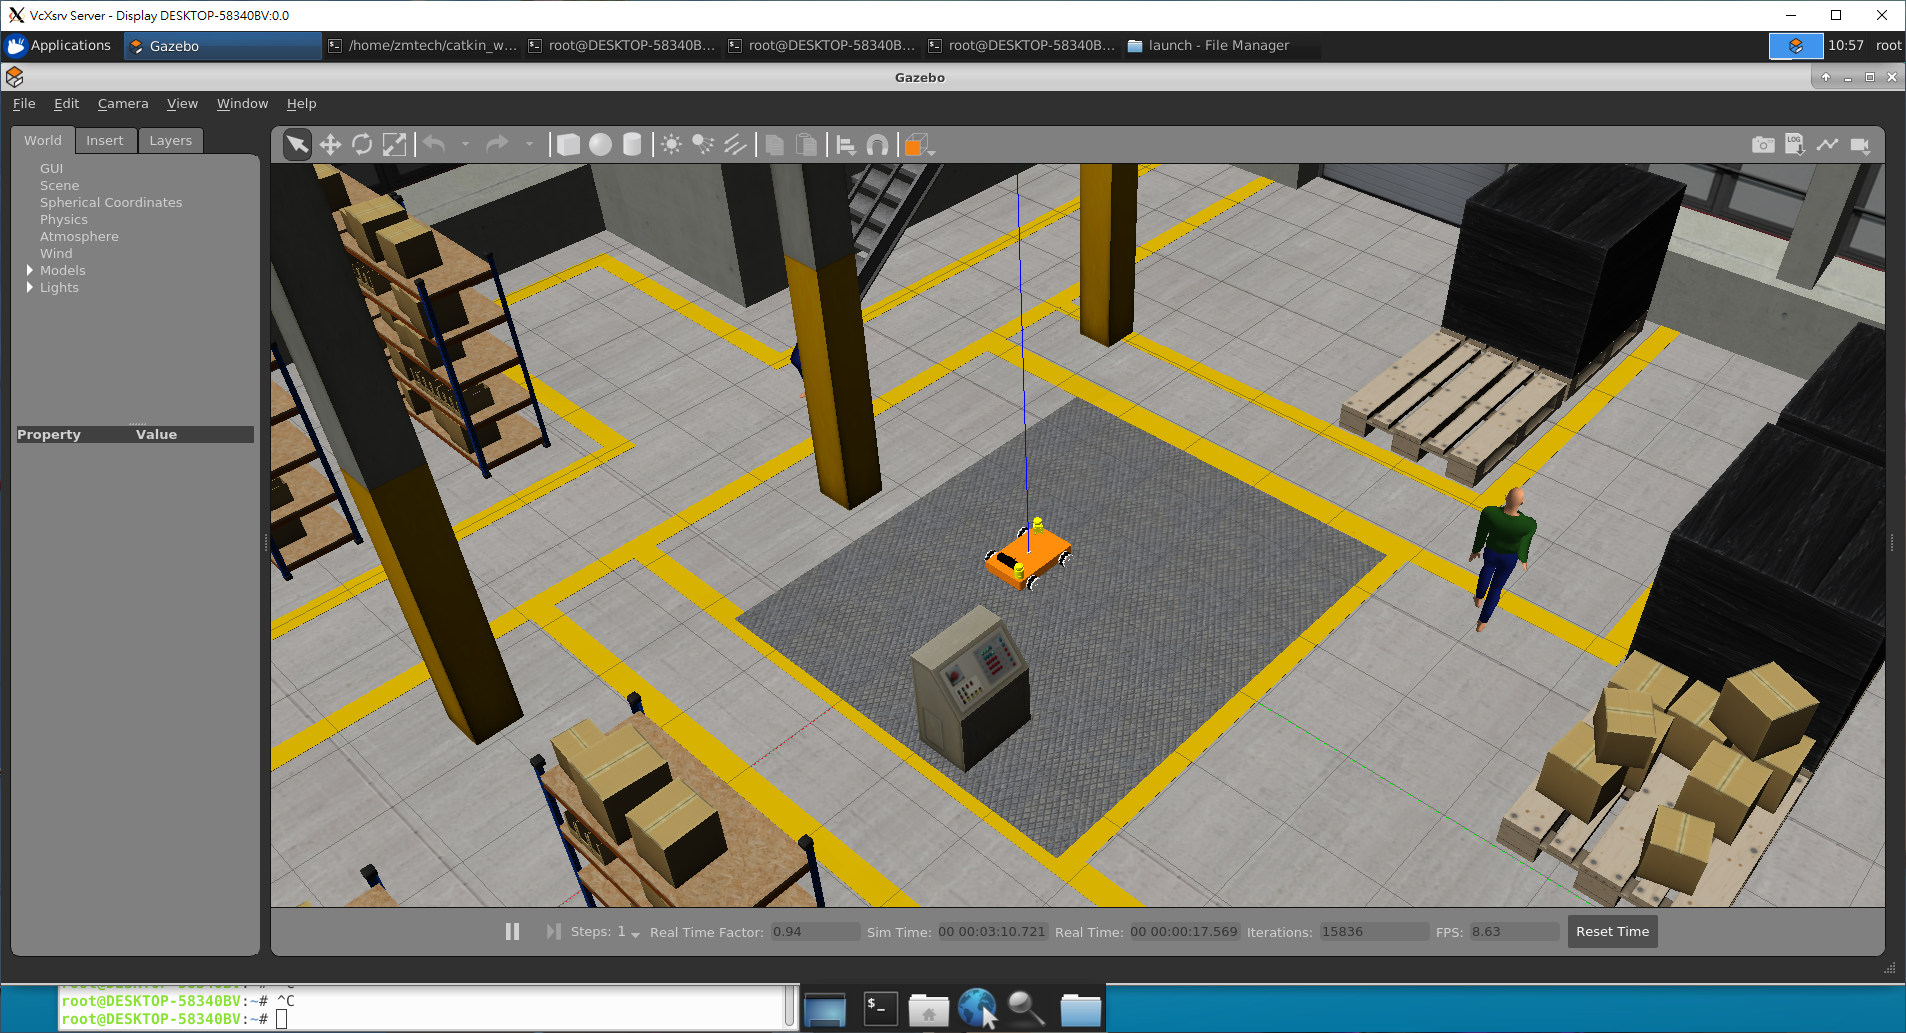 VcXsrv Server - Display DESKTOP-58340BV:0.0
Applications
Gazebo
/home/zmtech/catkin_w...
root@DESKTOP-58340B...
root@DESKTOP-58340B...
root@DESKTOP-58340B...
launch - File Manager
10:57
root
Gazebo
File Edit Camera View Window Help
World Insert Layers
LOG
GUI
Scene
Spherical Coordinates
Physics
Atmosphere
Wind
Models
Lights
Property Value
Steps: 1 Real Time Factor: 0.94 Sim Time: 00 00:03:10.721 Real Time: 00 00:00:17.569 Iterations: 15836 FPS: 8.63 Reset Time
root@DESKTOP-58340BV:~# ^C
root@DESKTOP-58340BV:~#